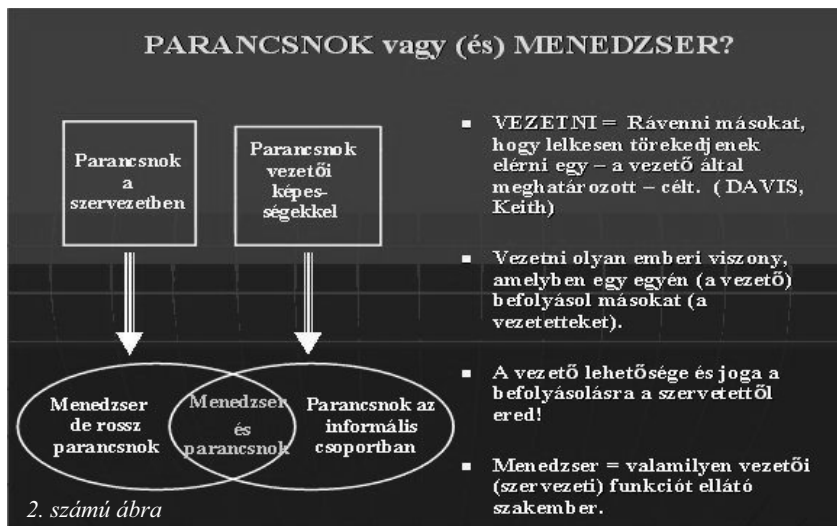 PARANCSNOK vagy (és) MENEDZSER?
Parancsnok
a
szervezetben
Parancsnok
vezetői
képes-
ségekkel
Menedzser
de rossz
parancsnok
Menedzser
és
parancsnok
Parancsnok az
informális
csoportban
2. számú ábra
■ VEZETNI = Rávenni másokat,
hogy lelkesen törekedjenek
elérni egy – a vezető által
meghatározott – célt. ( DAVIS,
Keith)
■ Vezetni olyan emberi viszony,
amelyben egy egyén (a vezető)
befolyásol másokat (a
vezetetteket).
■ A vezető lehetősége és joga a
befolyásolásra a szervetettől
ered!
■ Menedzser = valamilyen vezetői
(szervezeti) funkciót ellátó
szakember.